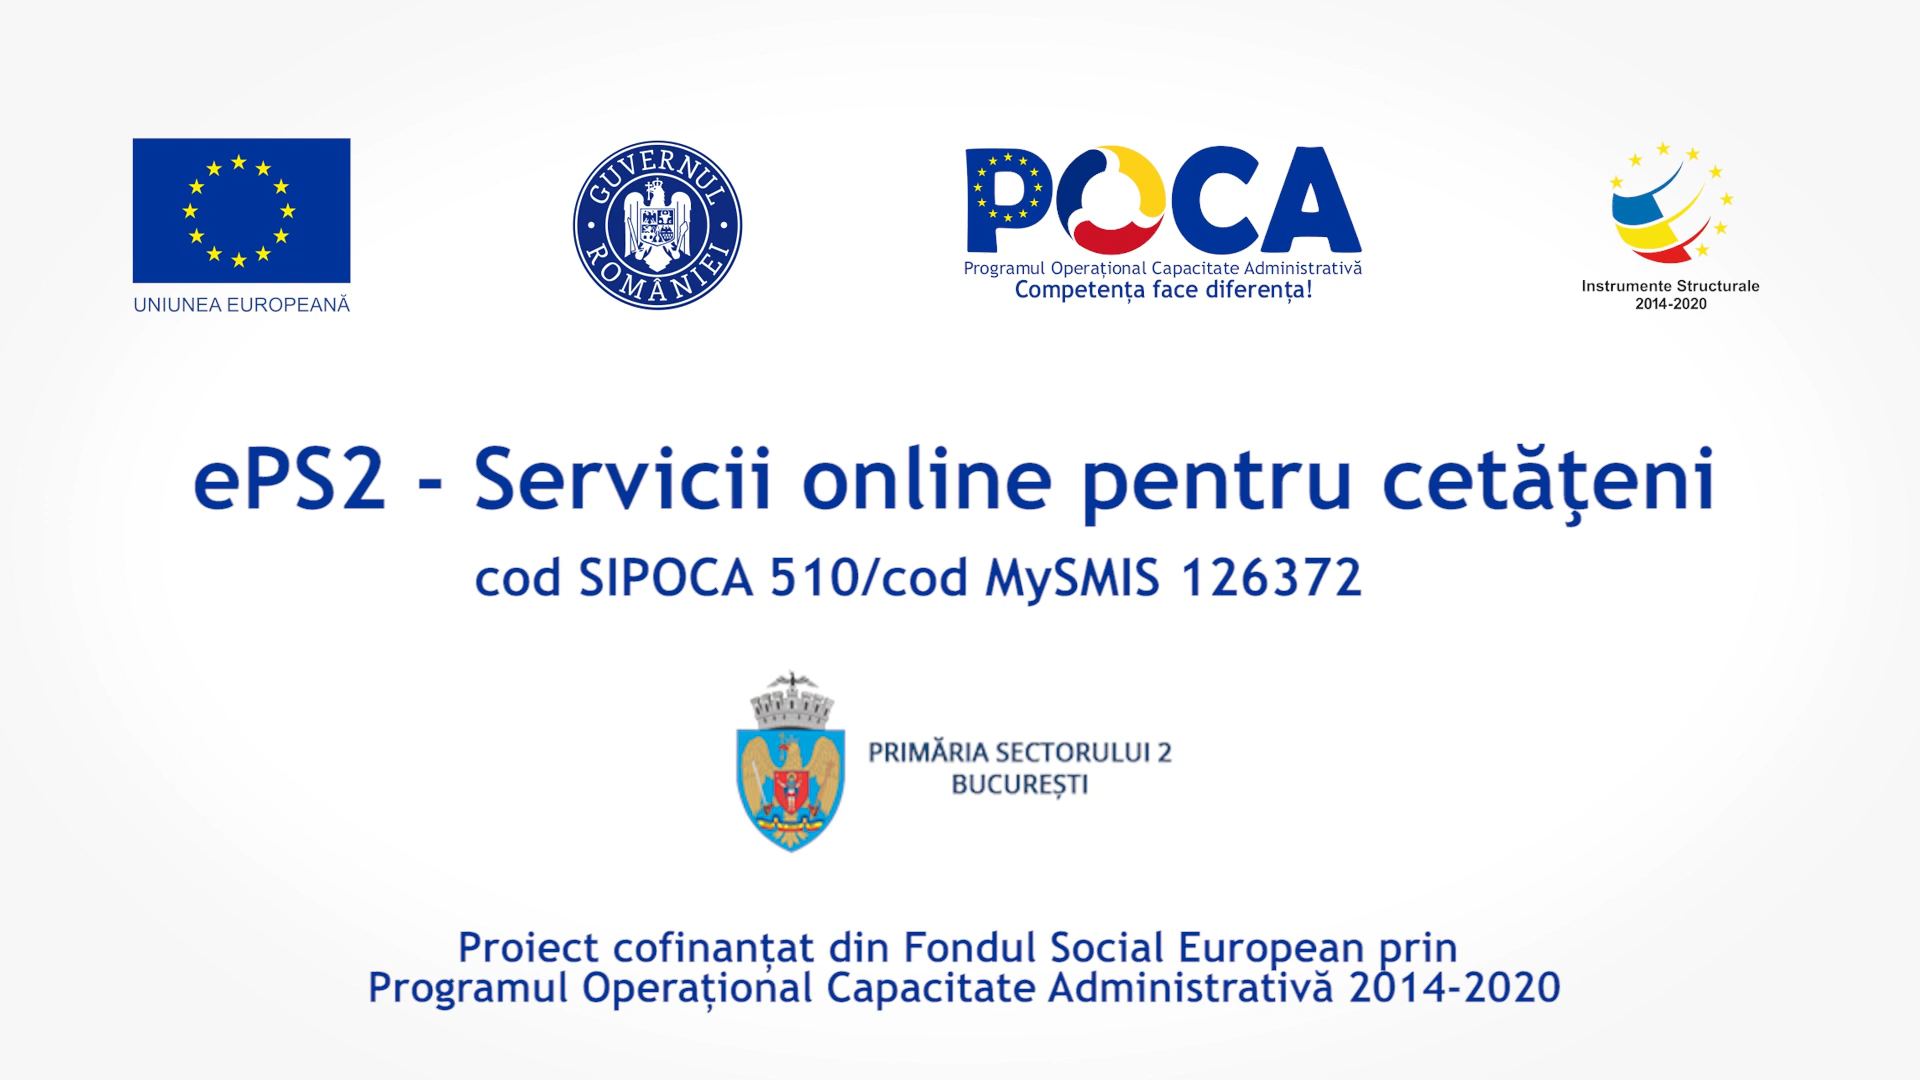 UNIUNEA EUROPEANĂ
GUVERNUL ROMÂNIEI
POCA
Programul Operațional Capacitate Administrativă
Competența face diferența!
Instrumente Structurale
2014-2020
ePS2 - Servicii online pentru cetăţeni
cod SIPOCA 510/cod MySMIS 126372
PRIMĂRIA SECTORULUI 2
BUCUREȘTI
Proiect cofinanțat din Fondul Social European prin
Programul Operațional Capacitate Administrativă 2014-2020